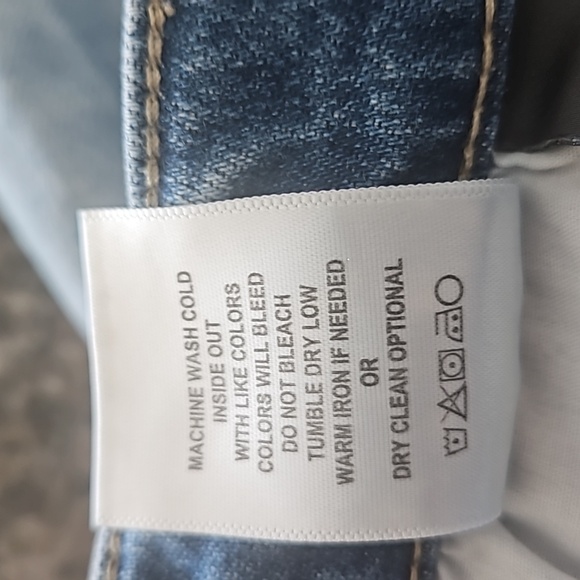 MACHINE WASH COLD
INSIDE OUT
WITH LIKE COLORS
COLORS WILL BLEED
DO NOT BLEACH
TUMBLE DRY LOW
WARM IRON IF NEEDED
OR
DRY CLEAN OPTIONAL